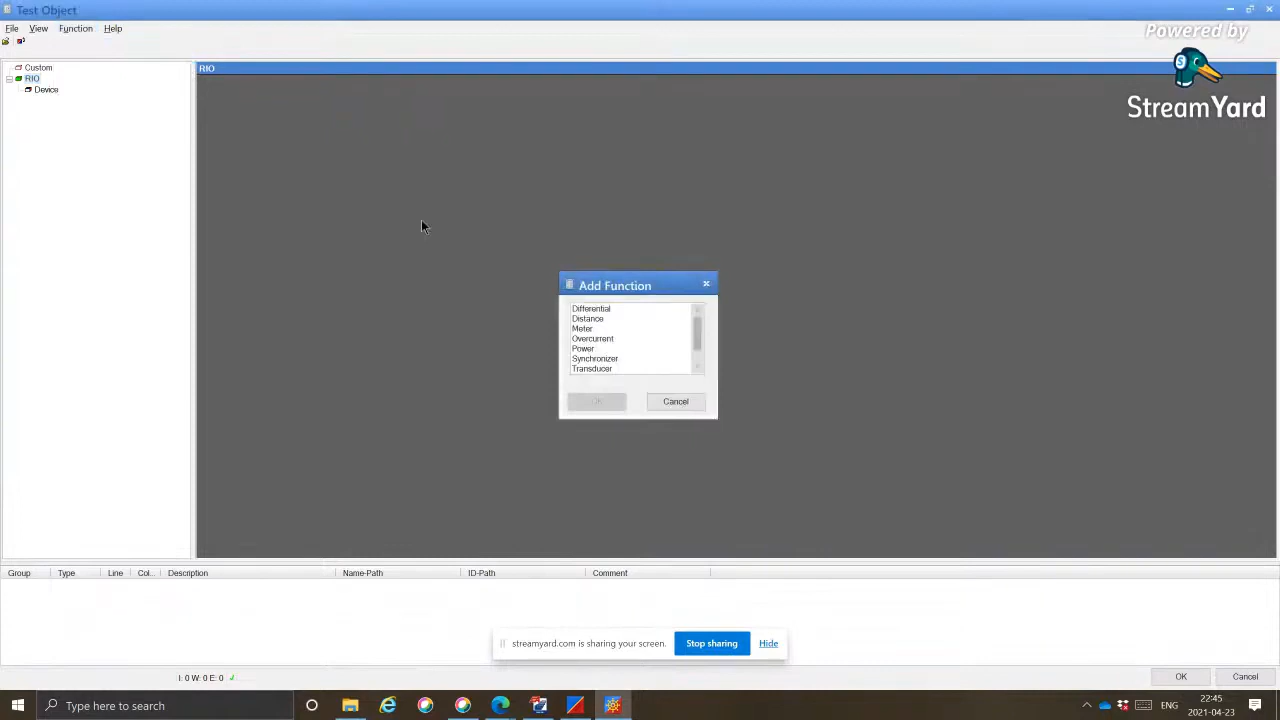 Test Object
File View Function Help
Powered by
StreamYard
Custom
RIO
Device
RIO
Add Function
Differential
Distance
Meter
Overcurrent
Power
Synchronizer
Transducer
OK Cancel
Group Type Line Col... Description Name-Path ID-Path Comment
streamyard.com is sharing your screen. Stop sharing Hide
I: 0 W: 0 E: 0
OK Cancel
Type here to search
ENG
22:45
2021-04-23